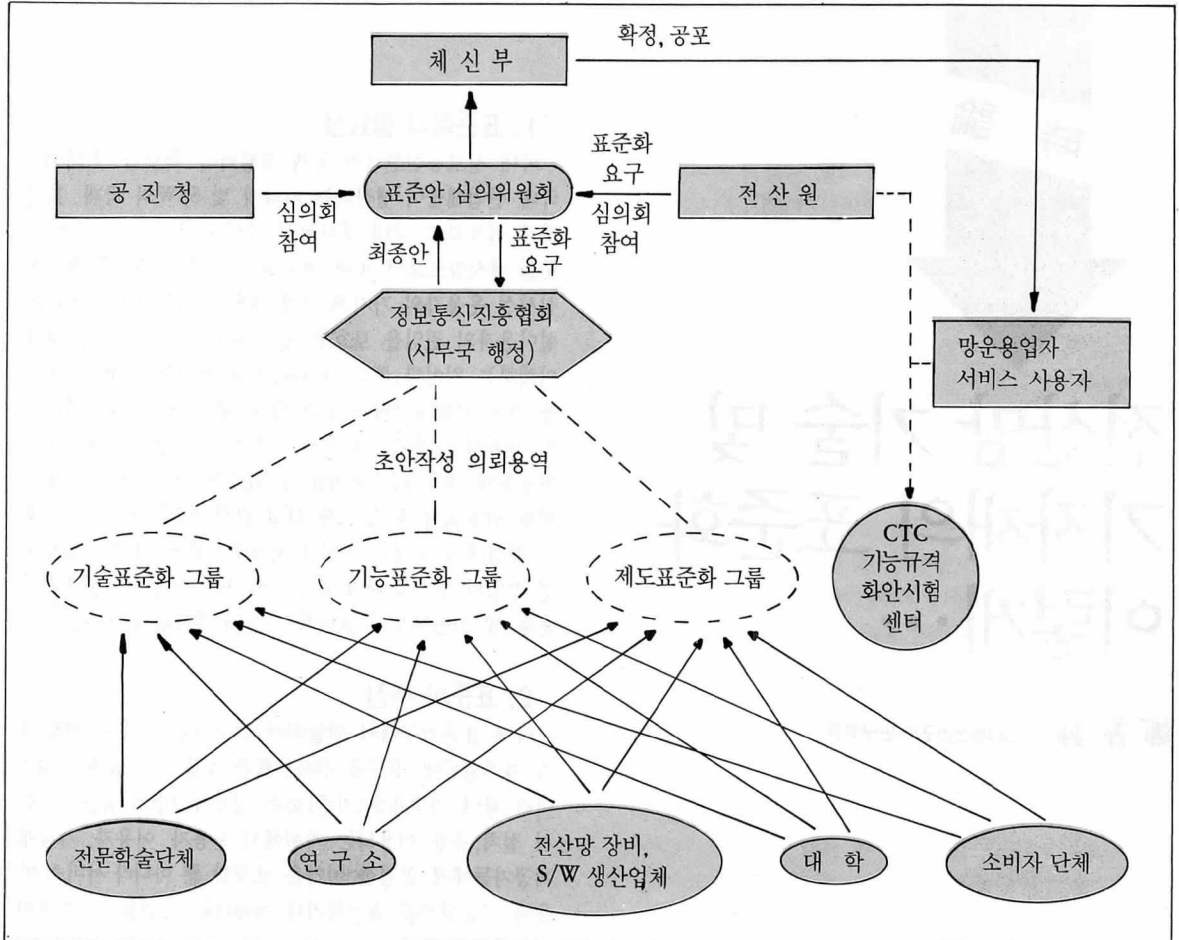 체 신 부
확정, 공포
공 진 청
심의회
참여
표준안 심의위원회
표준화
요구
심의회
참여
전 산 원
최종안
표준화
요구
정보통신진흥협회
(사무국 행정)
망운용업자
서비스 사용자
초안작성 의뢰용역
기술표준화 그룹
기능표준화 그룹
제도표준화 그룹
CTC
기능규격
화안시험
센터
전문학술단체
연 구 소
전산망 장비,
S/W 생산업체
대 학
소비자 단체